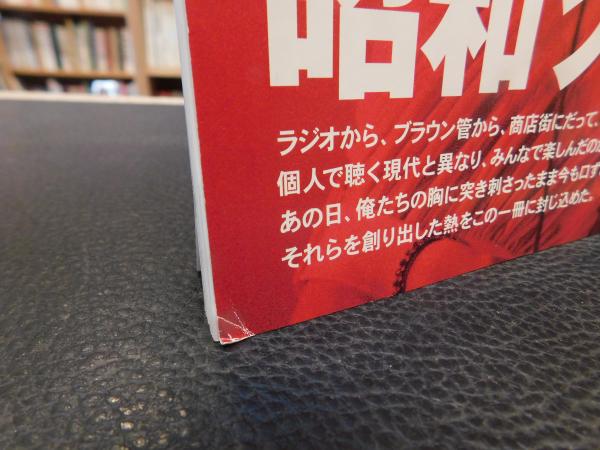 昭和
ラジオから、ブラウン管から、商店街にだって、
個人で聴く現代と異なり、みんなで楽しんだのが
あの日、俺たちの胸に突き刺さったまま今も口ず
それらを創り出した熱をこの一冊に封じ込めた。